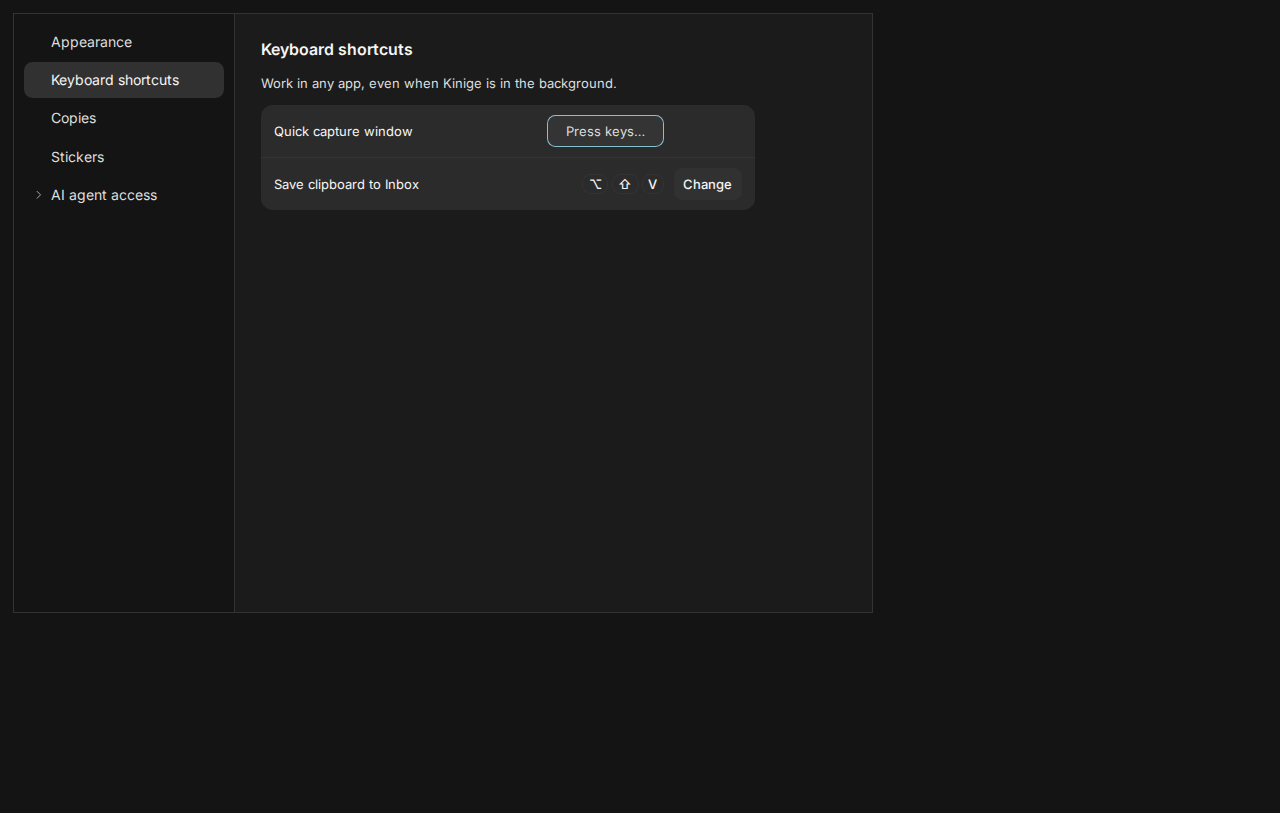 Appearance
Keyboard shortcuts
Copies
Stickers
AI agent access
Keyboard shortcuts
Work in any app, even when Kinige is in the background.
Quick capture window
Press keys...
Save clipboard to Inbox
⌥ ⇧ V Change